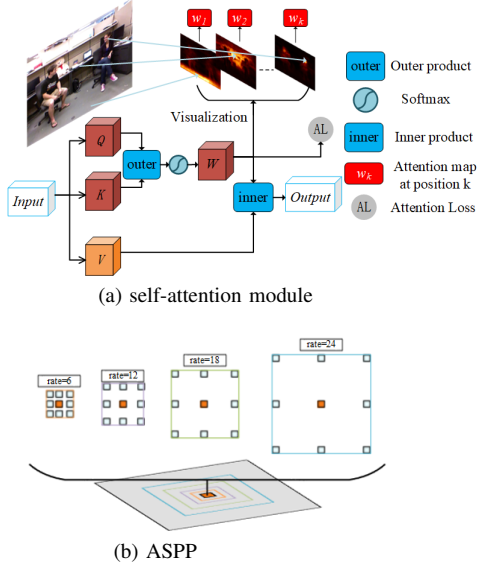 w1 w2 wk
outer Outer product
Visualization
Softmax
Q
outer
W
AL
inner Inner product
K
wk Attention map
at position k
Input
inner
Output
AL Attention Loss
V
(a) self-attention module
rate=6 rate=12 rate=18 rate=24
(b) ASPP